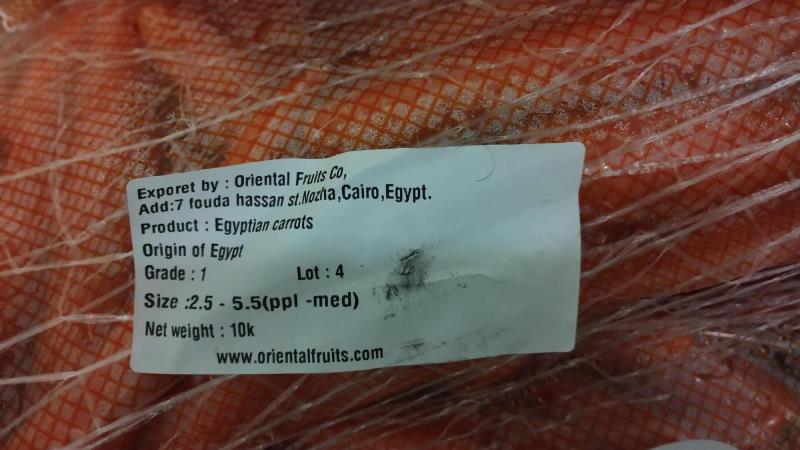 Exporet by : Oriental Fruits Co,
Add:7 fouda hassan st.Nozha,Cairo,Egypt.
Product : Egyptian carrots
Origin of Egypt
Grade : 1 Lot : 4
Size :2.5 - 5.5(ppl -med)
Net weight : 10k
www.orientalfruits.com